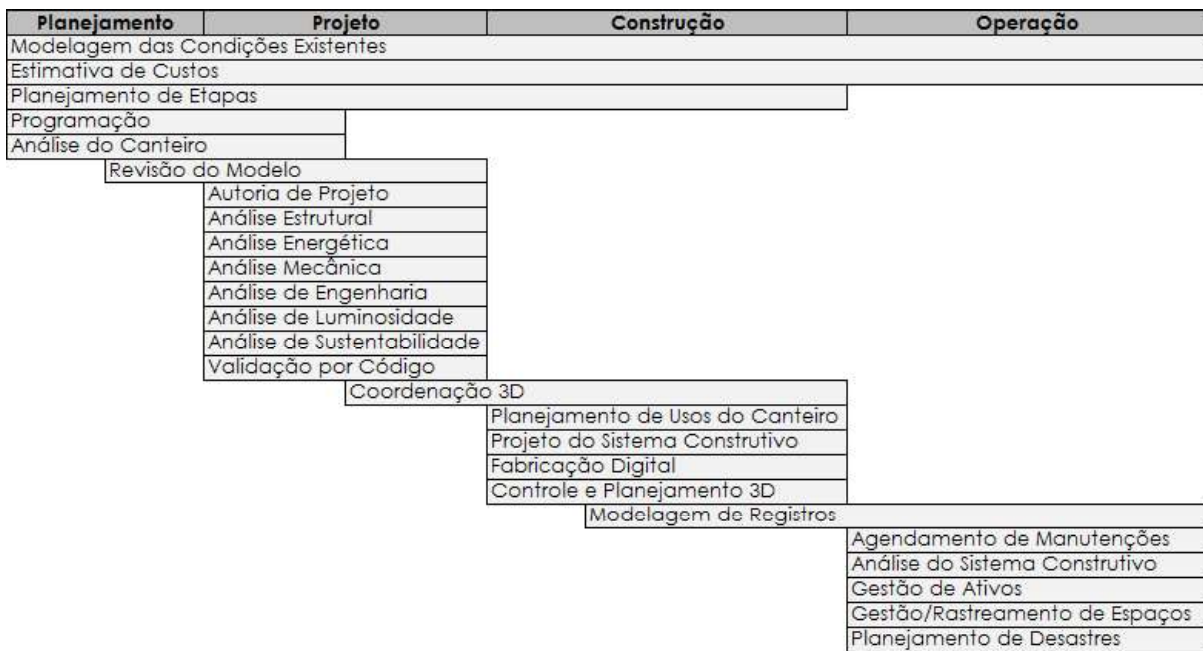 Planejamento Projeto Construção Operação
Modelagem das Condições Existentes
Estimativa de Custos
Planejamento de Etapas
Programação
Análise do Canteiro
Revisão do Modelo
Autoria de Projeto
Análise Estrutural
Análise Energética
Análise Mecânica
Análise de Engenharia
Análise de Luminosidade
Análise de Sustentabilidade
Validação por Código
Coordenação 3D
Planejamento de Usos do Canteiro
Projeto do Sistema Construtivo
Fabricação Digital
Controle e Planejamento 3D
Modelagem de Registros
Agendamento de Manutenções
Análise do Sistema Construtivo
Gestão de Ativos
Gestão/Rastreamento de Espaços
Planejamento de Desastres